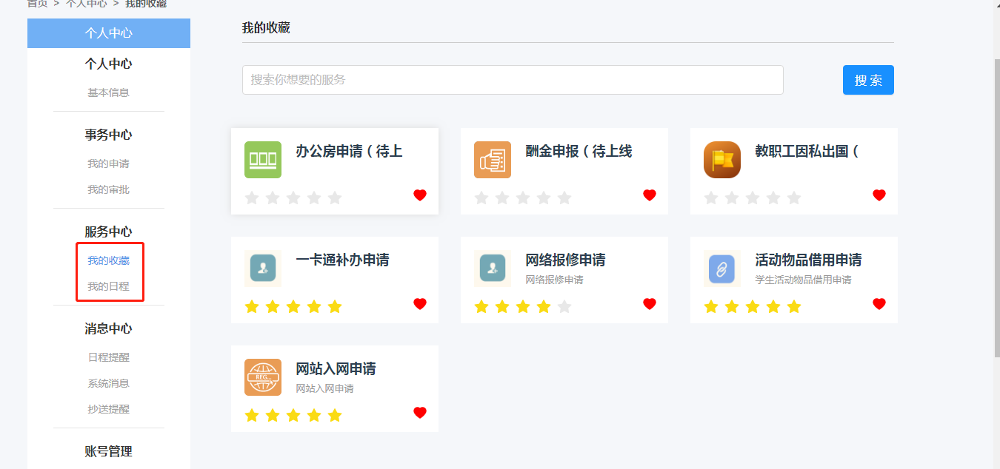 首页 > 个人中心 > 我的收藏
个人中心
个人中心
基本信息
事务中心
我的申请
我的审批
服务中心
我的收藏
我的日程
消息中心
日程提醒
系统消息
抄送提醒
账号管理
我的收藏
搜索你想要的服务
搜 索
办公房申请（待上
酬金申报（待上线
教职工因私出国（
一卡通补办申请
网络报修申请
网络报修申请
活动物品借用申请
学生活动物品借用申请
REG...
网站入网申请
网站入网申请